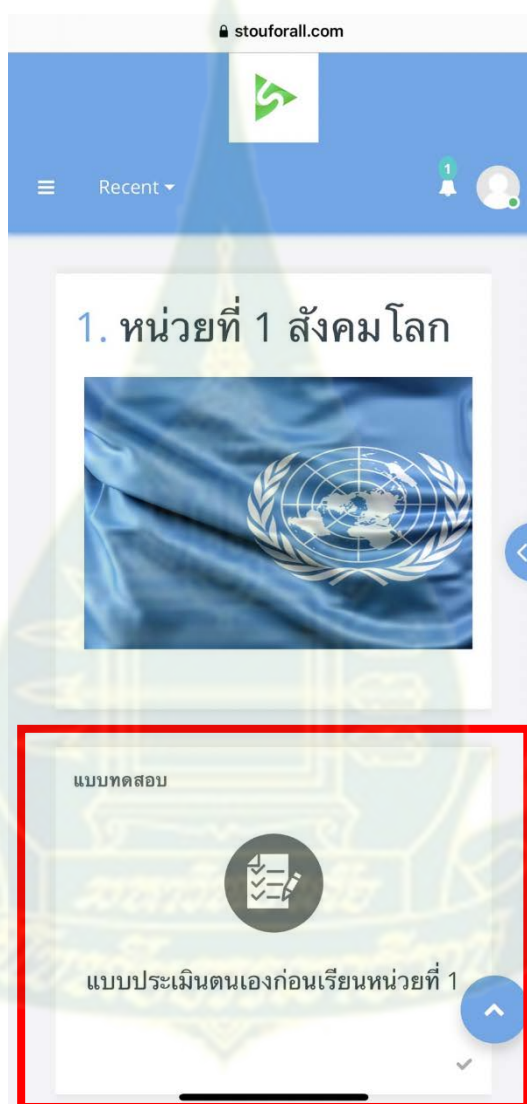 stouforall.com
Recent
1
1. หน่วยที่ 1 สังคมโลก
แบบทดสอบ
แบบประเมินตนเองก่อนเรียนหน่วยที่ 1